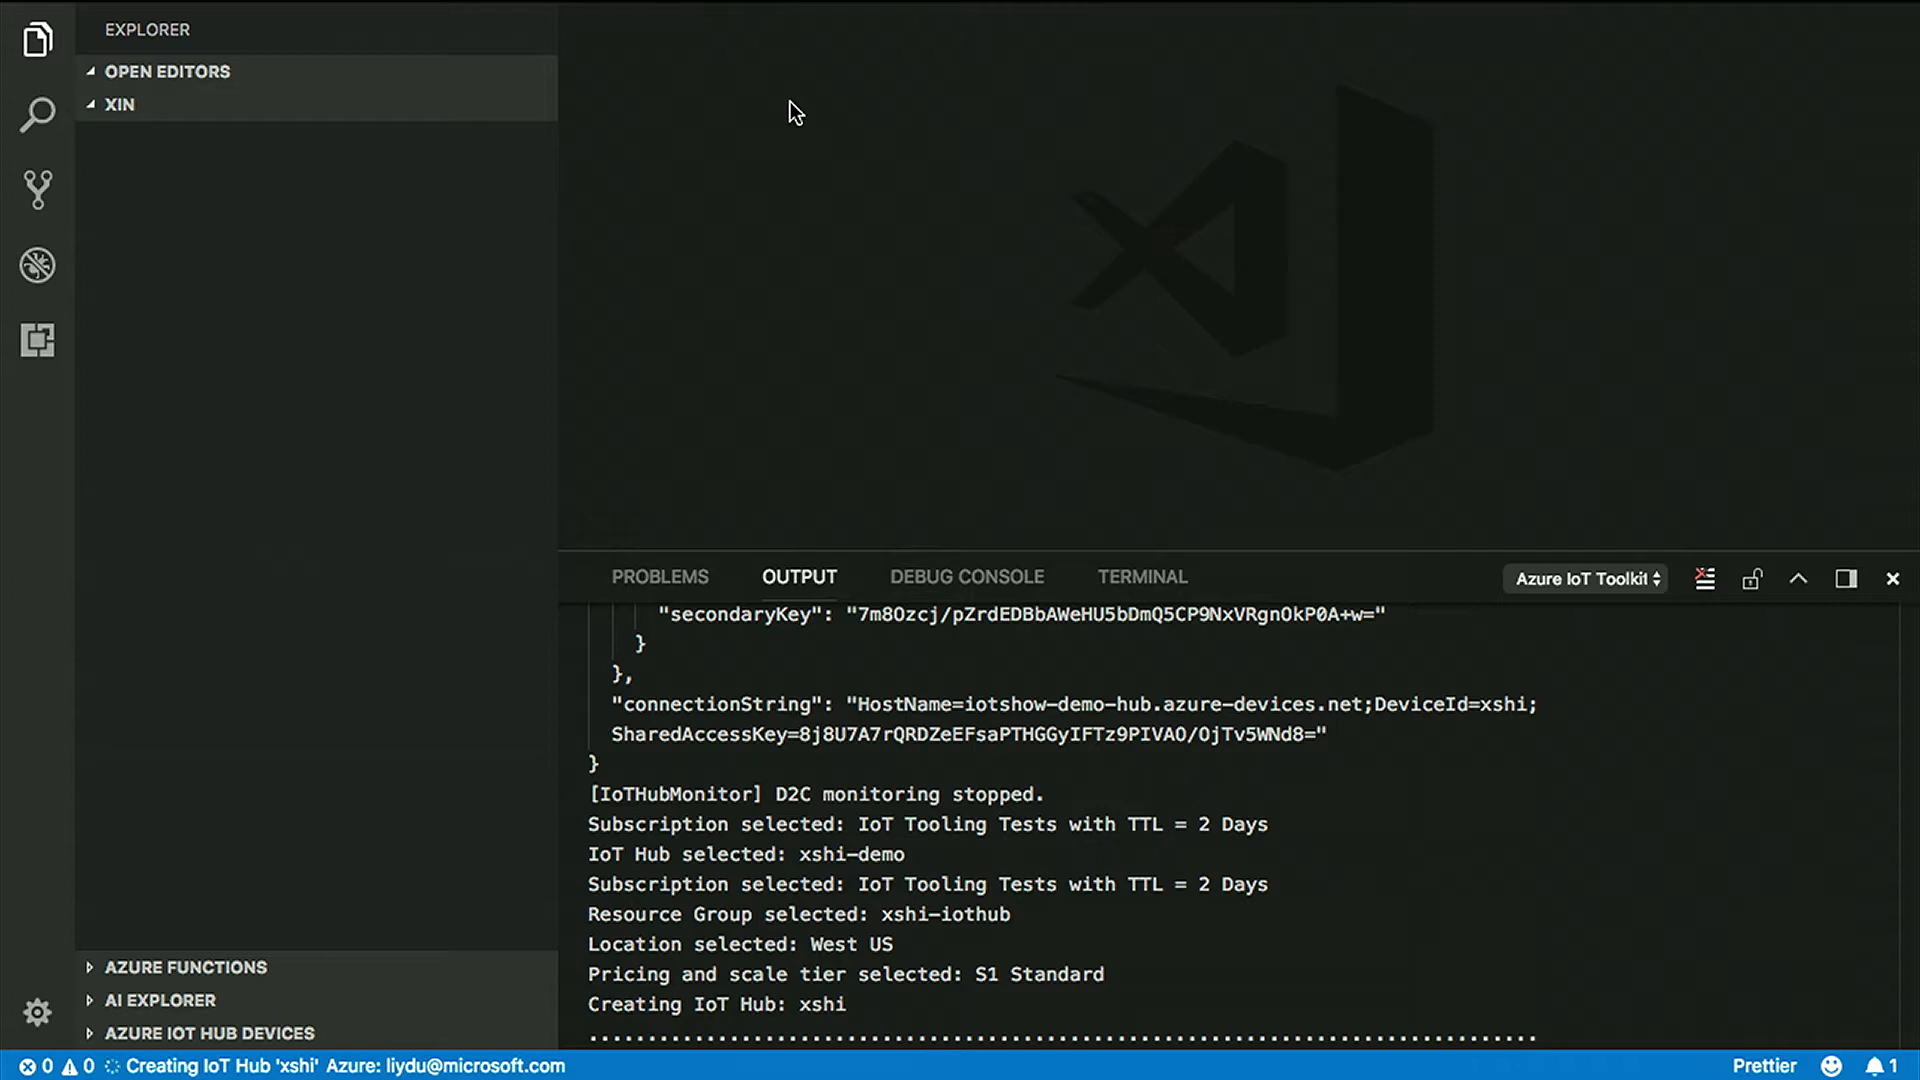 EXPLORER
OPEN EDITORS
XIN
AZURE FUNCTIONS
AI EXPLORER
AZURE IOT HUB DEVICES
PROBLEMS OUTPUT DEBUG CONSOLE TERMINAL Azure IoT Toolkit
"secondaryKey": "7m8Ozcj/pZrdEDBbAWeHU5bDmQ5CP9NxVRgnOkP0A+w="
}
},
"connectionString": "HostName=iotshow-demo-hub.azure-devices.net;DeviceId=xshi;
SharedAccessKey=8j8U7A7rQRDZeEFsaPTHGGyIFTz9PIVAO/OjTv5WNd8="
}
[IoTHubMonitor] D2C monitoring stopped.
Subscription selected: IoT Tooling Tests with TTL = 2 Days
IoT Hub selected: xshi-demo
Subscription selected: IoT Tooling Tests with TTL = 2 Days
Resource Group selected: xshi-iothub
Location selected: West US
Pricing and scale tier selected: S1 Standard
Creating IoT Hub: xshi
.................................................................................
0 0 Creating IoT Hub 'xshi' Azure: liydu@microsoft.com Prettier 1